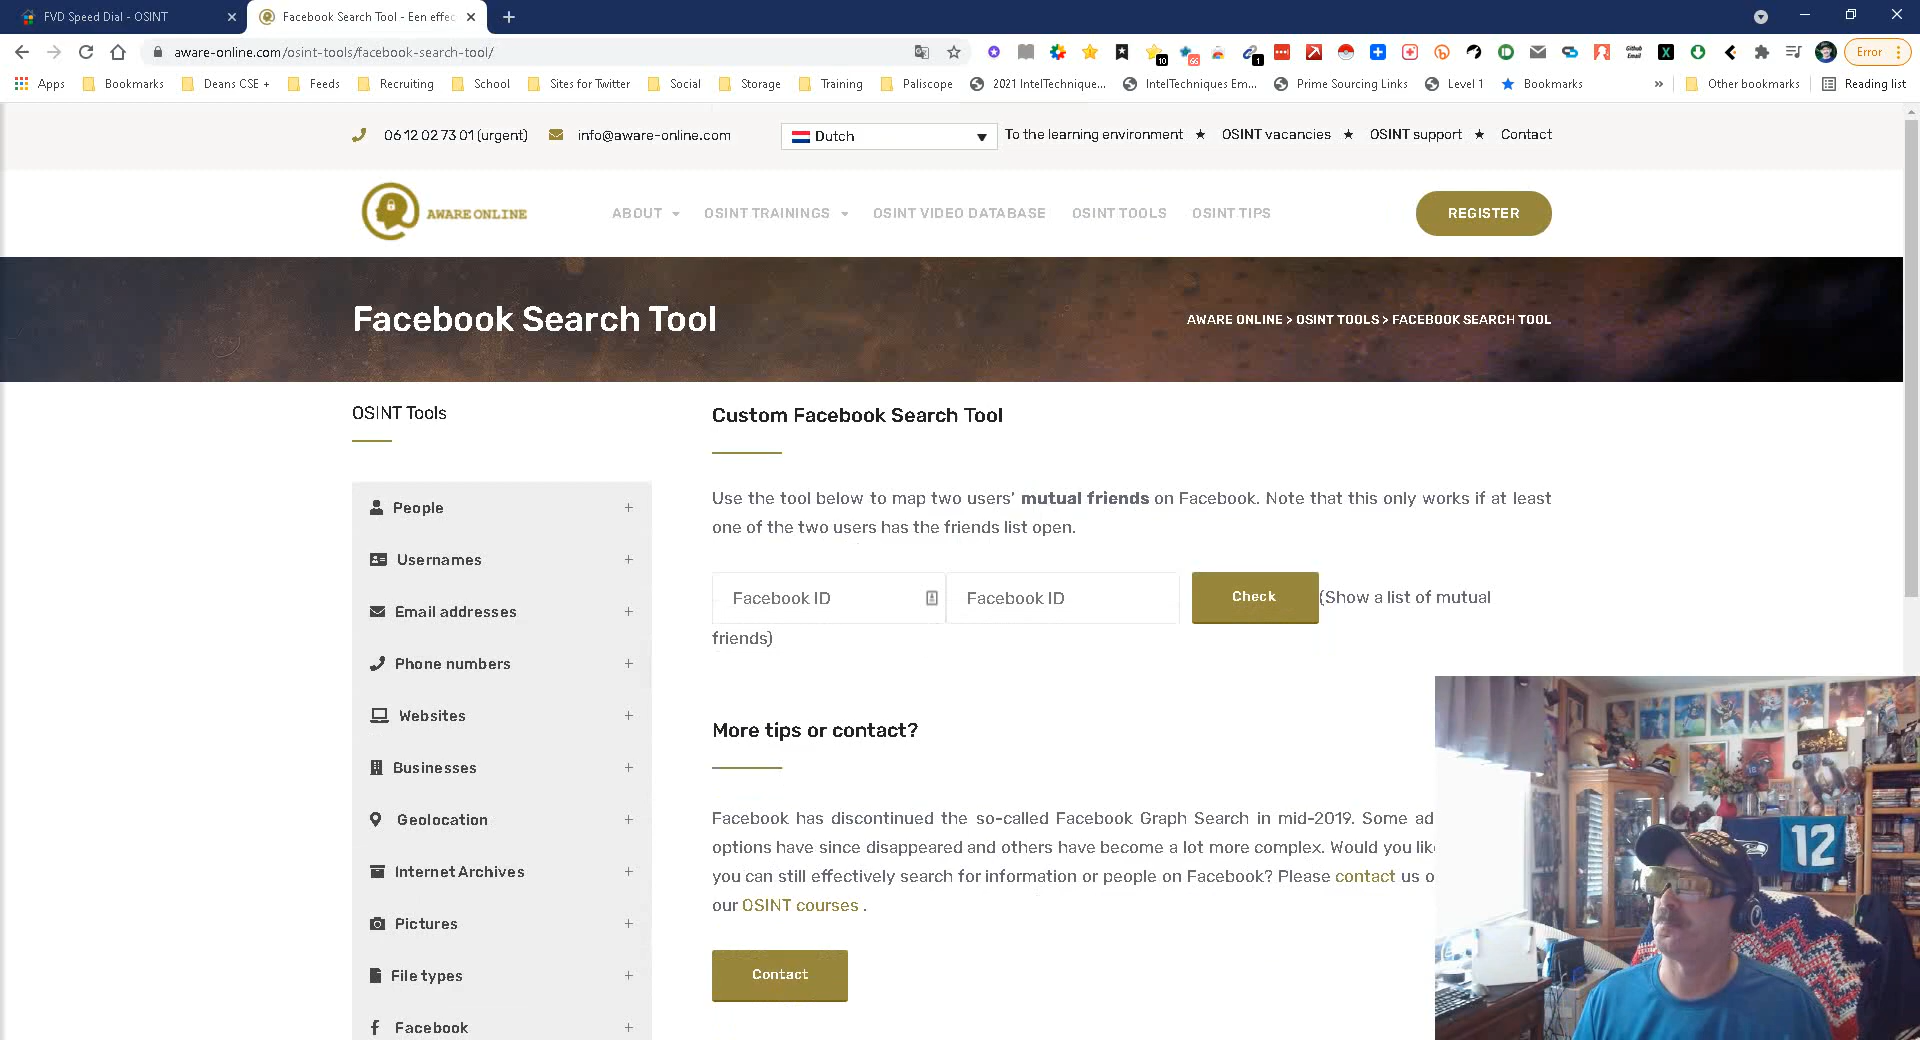 FVD Speed Dial - OSINT
Facebook Search Tool - Een effec
aware-online.com/osint-tools/facebook-search-tool/
10
66
1
Github
Email
X
Error
Apps Bookmarks Deans CSE + Feeds Recruiting School Sites for Twitter Social Storage Training Paliscope 2021 IntelTechnique... IntelTechniques Em... Prime Sourcing Links Level 1 Bookmarks » Other bookmarks Reading list
06 12 02 73 01 (urgent) info@aware-online.com Dutch To the learning environment ★ OSINT vacancies ★ OSINT support ★ Contact
AWARE ONLINE
ABOUT OSINT TRAININGS OSINT VIDEO DATABASE OSINT TOOLS OSINT TIPS REGISTER
Facebook Search Tool
AWARE ONLINE > OSINT TOOLS > FACEBOOK SEARCH TOOL
OSINT Tools
People +
Usernames +
Email addresses +
Phone numbers +
Websites +
Businesses +
Geolocation +
Internet Archives +
Pictures +
File types +
Facebook +
Custom Facebook Search Tool
Use the tool below to map two users' mutual friends on Facebook. Note that this only works if at least
one of the two users has the friends list open.
Facebook ID Facebook ID Check (Show a list of mutual
friends)
More tips or contact?
Facebook has discontinued the so-called Facebook Graph Search in mid-2019. Some ad
options have since disappeared and others have become a lot more complex. Would you like
you can still effectively search for information or people on Facebook? Please contact us o
our OSINT courses .
Contact
12